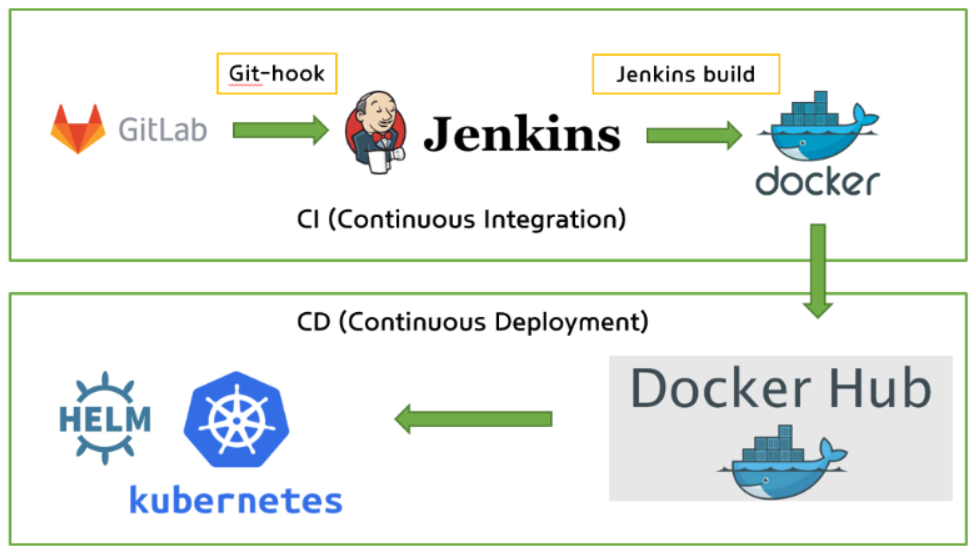 Git-hook
Jenkins build
GitLab
Jenkins
docker
CI (Continuous Integration)
CD (Continuous Deployment)
HELM
kubernetes
Docker Hub